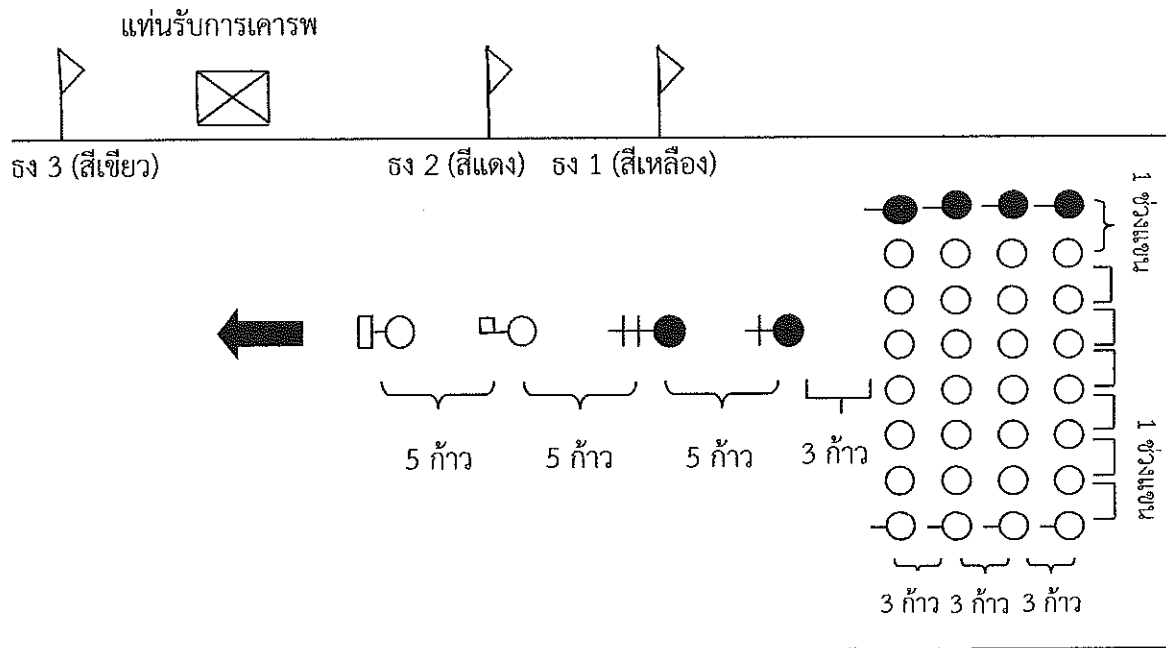 แท่นรับการเคารพ
ธง 3 (สีเขียว)
ธง 2 (สีแดง)
ธง 1 (สีเหลือง)
1 ช่วงแขน
5 ก้าว
5 ก้าว
5 ก้าว
3 ก้าว
1 ช่วงแขน
3 ก้าว
3 ก้าว
3 ก้าว